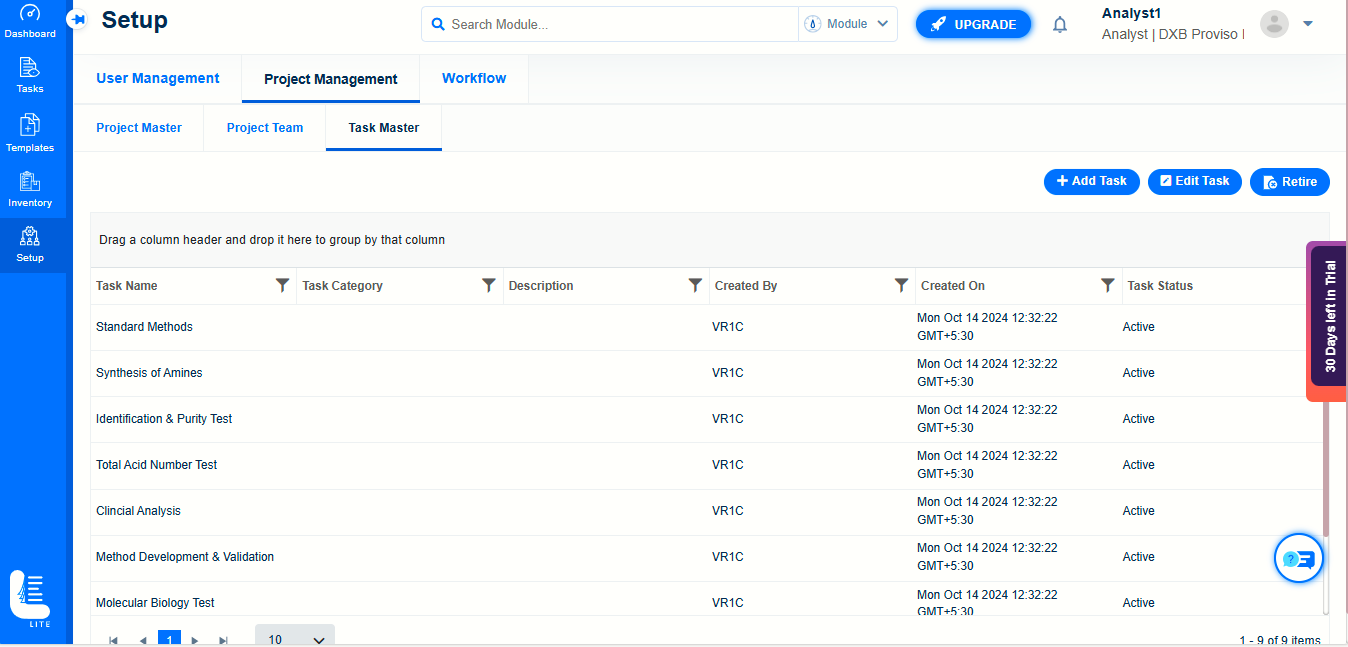 Setup
Search Module...
Module
UPGRADE
Analyst1
Analyst | DXB Proviso
Dashboard
Tasks
Templates
Inventory
Setup
LITE
User Management
Project Management
Workflow
Project Master
Project Team
Task Master
Add Task
Edit Task
Retire
Drag a column header and drop it here to group by that column
Task Name
Task Category
Description
Created By
Created On
Task Status
Standard Methods
VR1C
Mon Oct 14 2024 12:32:22
GMT+5:30
Active
Synthesis of Amines
VR1C
Mon Oct 14 2024 12:32:22
GMT+5:30
Active
Identification & Purity Test
VR1C
Mon Oct 14 2024 12:32:22
GMT+5:30
Active
Total Acid Number Test
VR1C
Mon Oct 14 2024 12:32:22
GMT+5:30
Active
Clincial Analysis
VR1C
Mon Oct 14 2024 12:32:22
GMT+5:30
Active
Method Development & Validation
VR1C
Mon Oct 14 2024 12:32:22
GMT+5:30
Active
Molecular Biology Test
VR1C
Mon Oct 14 2024 12:32:22
GMT+5:30
Active
1
10
1 - 9 of 9 items
30 Days left In Trial
?